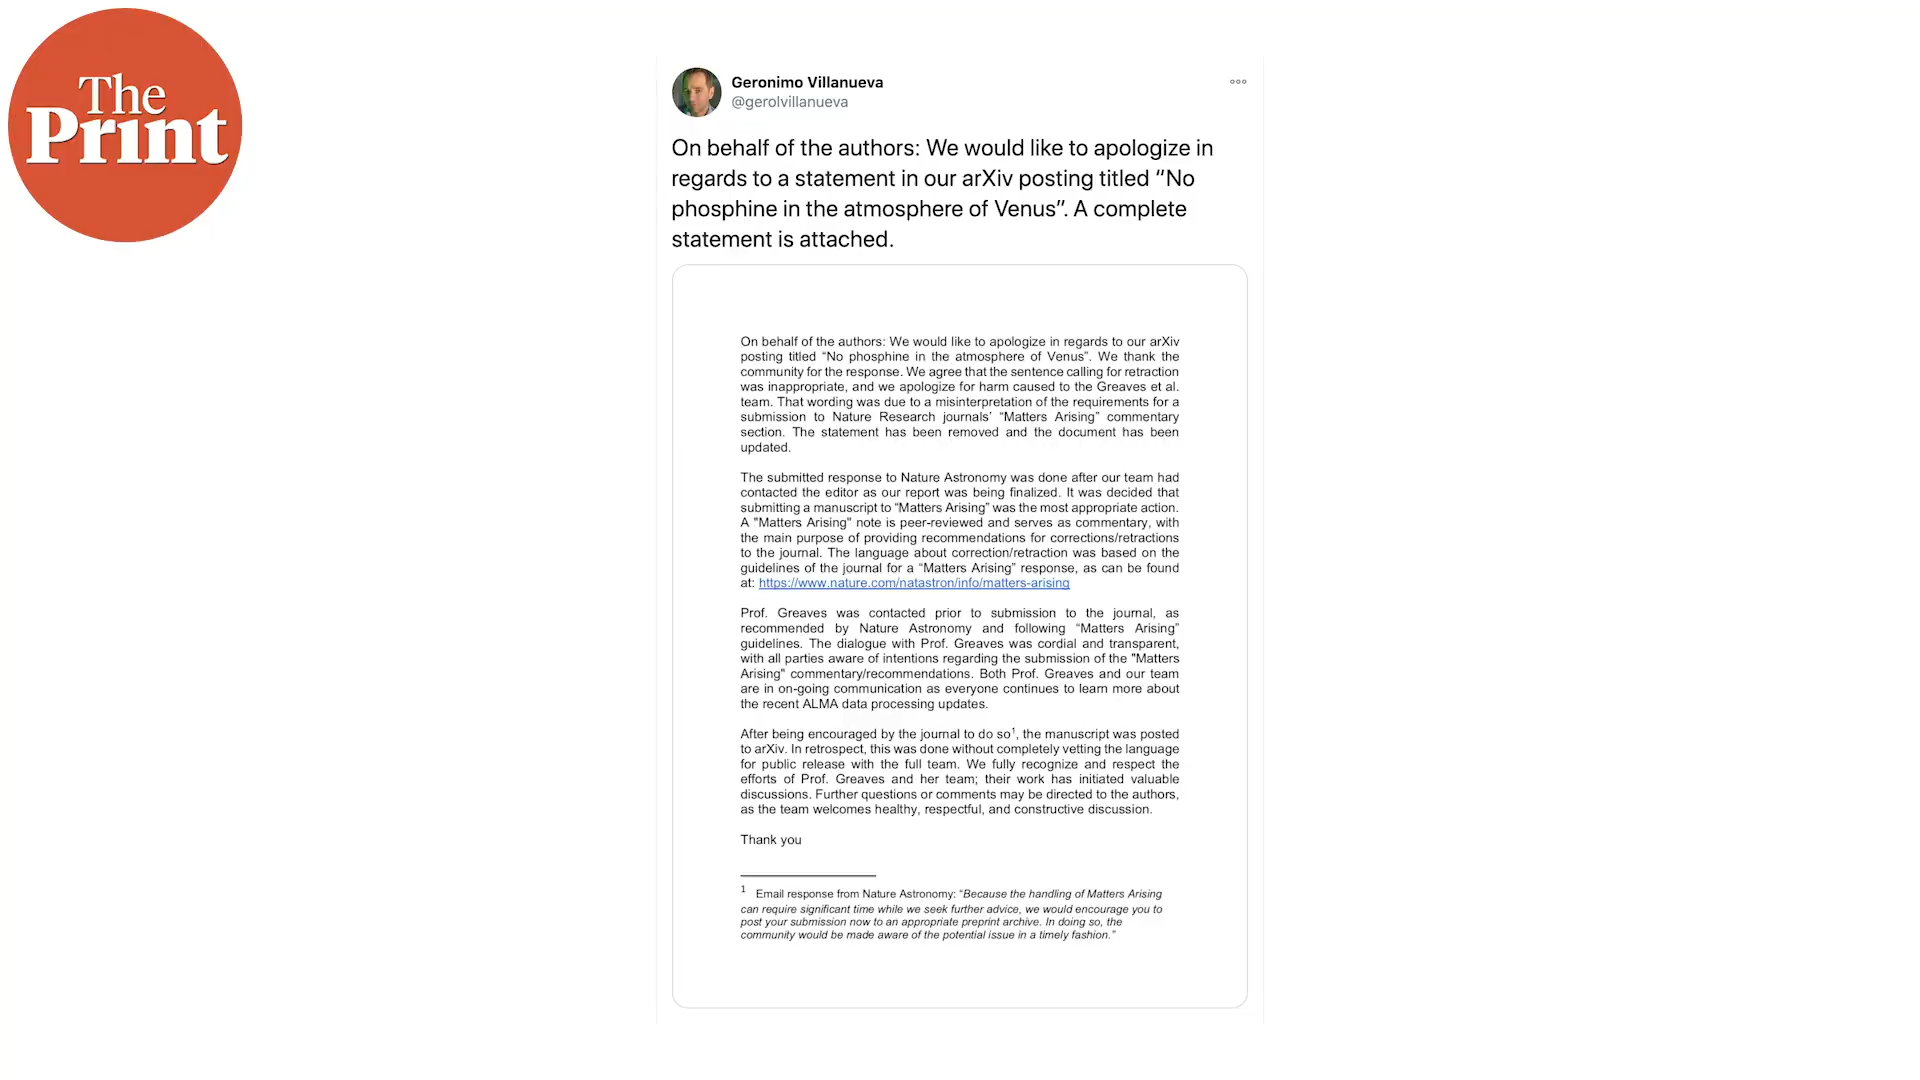 The
Print
Geronimo Villanueva
@gerolvillanueva
On behalf of the authors: We would like to apologize in
regards to a statement in our arXiv posting titled “No
phosphine in the atmosphere of Venus”. A complete
statement is attached.
On behalf of the authors: We would like to apologize in regards to our arXiv
posting titled “No phosphine in the atmosphere of Venus”. We thank the
community for the response. We agree that the sentence calling for retraction
was inappropriate, and we apologize for harm caused to the Greaves et al.
team. That wording was due to a misinterpretation of the requirements for a
submission to Nature Research journals’ “Matters Arising” commentary
section. The statement has been removed and the document has been
updated.
The submitted response to Nature Astronomy was done after our team had
contacted the editor as our report was being finalized. It was decided that
submitting a manuscript to “Matters Arising” was the most appropriate action.
A "Matters Arising" note is peer-reviewed and serves as commentary, with
the main purpose of providing recommendations for corrections/retractions
to the journal. The language about correction/retraction was based on the
guidelines of the journal for a “Matters Arising” response, as can be found
at: https://www.nature.com/natastron/info/matters-arising
Prof. Greaves was contacted prior to submission to the journal, as
recommended by Nature Astronomy and following “Matters Arising”
guidelines. The dialogue with Prof. Greaves was cordial and transparent,
with all parties aware of intentions regarding the submission of the "Matters
Arising" commentary/recommendations. Both Prof. Greaves and our team
are in on-going communication as everyone continues to learn more about
the recent ALMA data processing updates.
After being encouraged by the journal to do so¹, the manuscript was posted
to arXiv. In retrospect, this was done without completely vetting the language
for public release with the full team. We fully recognize and respect the
efforts of Prof. Greaves and her team; their work has initiated valuable
discussions. Further questions or comments may be directed to the authors,
as the team welcomes healthy, respectful, and constructive discussion.
Thank you
¹ Email response from Nature Astronomy: “Because the handling of Matters Arising
can require significant time while we seek further advice, we would encourage you to
post your submission now to an appropriate preprint archive. In doing so, the
community would be made aware of the potential issue in a timely fashion.”